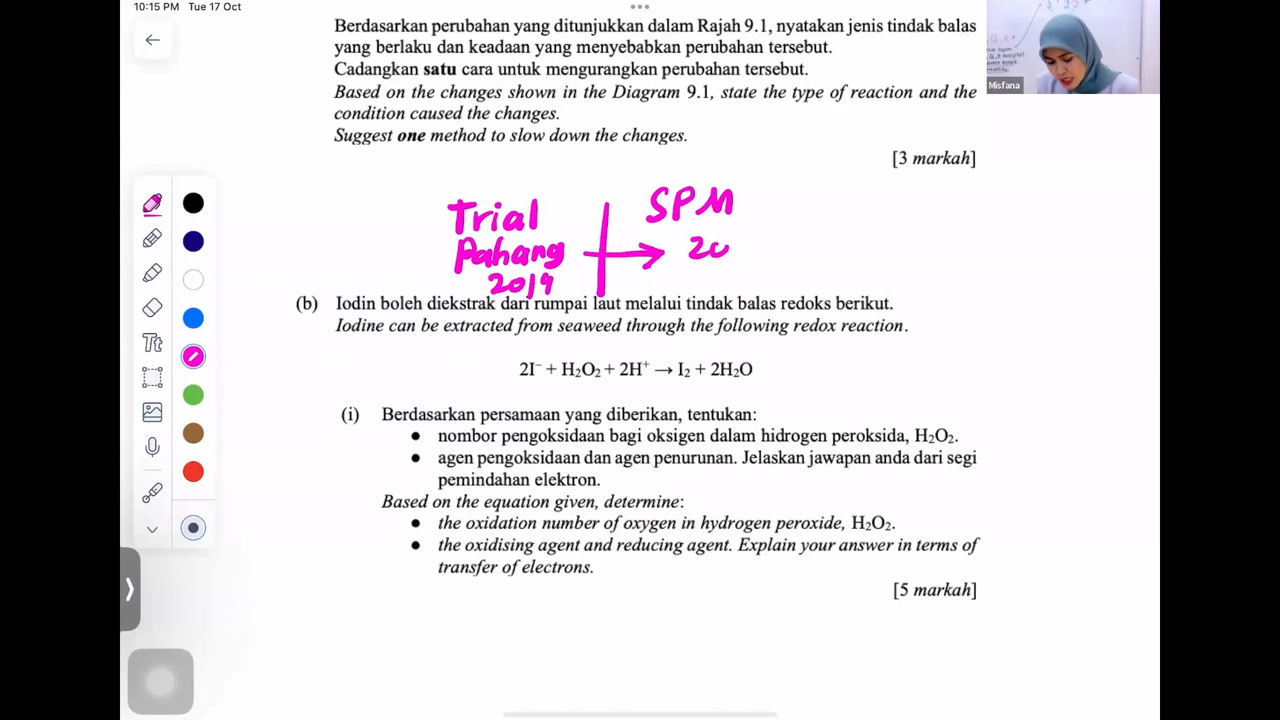 10:15 PM Tue 17 Oct
Berdasarkan perubahan yang ditunjukkan dalam Rajah 9.1, nyatakan jenis tindak balas
yang berlaku dan keadaan yang menyebabkan perubahan tersebut.
Cadangkan satu cara untuk mengurangkan perubahan tersebut.
Based on the changes shown in the Diagram 9.1, state the type of reaction and the
condition caused the changes.
Suggest one method to slow down the changes.
[3 markah]
Misfana
Trial
Pahang
2019
SPM
20
(b) Iodin boleh diekstrak dari rumpai laut melalui tindak balas redoks berikut.
Iodine can be extracted from seaweed through the following redox reaction.
2I⁻ + H₂O₂ + 2H⁺ → I₂ + 2H₂O
(i) Berdasarkan persamaan yang diberikan, tentukan:
• nombor pengoksidaan bagi oksigen dalam hidrogen peroksida, H₂O₂.
• agen pengoksidaan dan agen penurunan. Jelaskan jawapan anda dari segi
pemindahan elektron.
Based on the equation given, determine:
• the oxidation number of oxygen in hydrogen peroxide, H₂O₂.
• the oxidising agent and reducing agent. Explain your answer in terms of
transfer of electrons.
[5 markah]
Tt